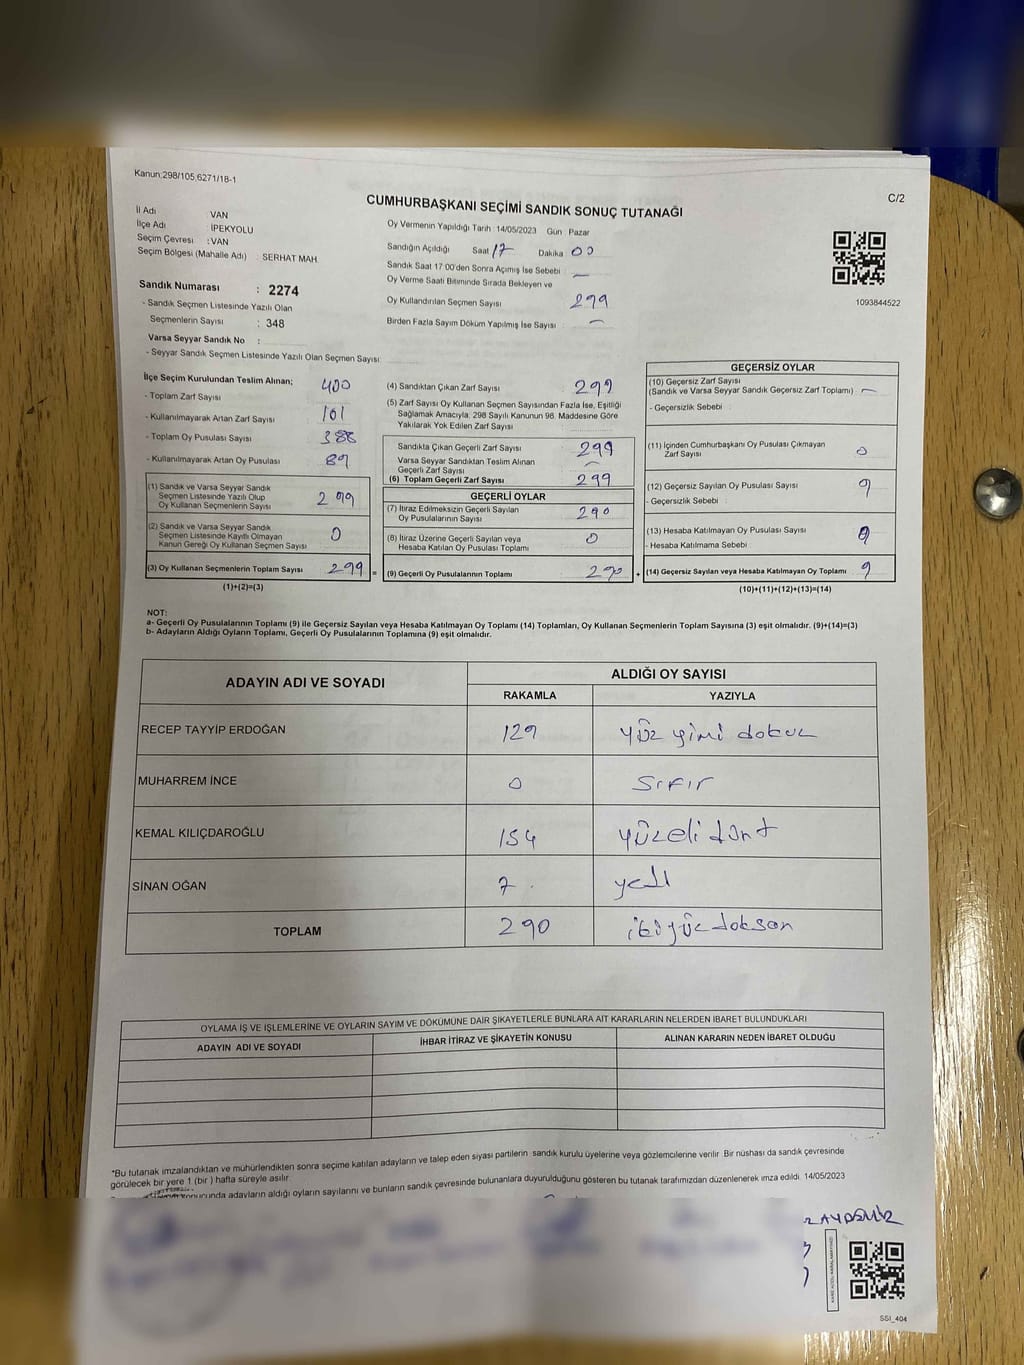 Kanun;298/105,6271/18-1
C/2
CUMHURBAŞKANI SEÇİMİ SANDIK SONUÇ TUTANAĞI
İl Adı VAN
İlçe Adı İPEKYOLU
Seçim Çevresi : VAN
Seçim Bölgesi (Mahalle Adı) : SERHAT MAH.
Sandık Numarası : 2274
- Sandık Seçmen Listesinde Yazılı Olan
Seçmenlerin Sayısı : 348
Varsa Seyyar Sandık No :
- Seyyar Sandık Seçmen Listesinde Yazılı Olan Seçmen Sayısı:
Oy Vermenin Yapıldığı Tarih : 14/05/2023 Gün : Pazar
Sandığın Açıldığı Saat 17 Dakika 00
Sandık Saat 17:00'den Sonra Açımış İse Sebebi : —
Oy Verme Saati Bitiminde Sırada Bekleyen ve
Oy Kullandırılan Seçmen Sayısı 299
Birden Fazla Sayım Döküm Yapılmış İse Sayısı : —
1093844522
İlçe Seçim Kurulundan Teslim Alınan;
- Toplam Zarf Sayısı 400
- Kullanılmayarak Artan Zarf Sayısı : 101
- Toplam Oy Pusulası Sayısı : 388
- Kullanılmayarak Artan Oy Pusulası : 89
(1) Sandık ve Varsa Seyyar Sandık
Seçmen Listesinde Yazılı Olup
Oy Kullanan Seçmenlerin Sayısı 299
(2) Sandık ve Varsa Seyyar Sandık
Seçmen Listesinde Kayıtlı Olmayan
Kanun Gereği Oy Kullanan Seçmen Sayısı 0
(3) Oy Kullanan Seçmenlerin Toplam Sayısı 299 =
(1)+(2)=(3)
(4) Sandıktan Çıkan Zarf Sayısı : 299
(5) Zarf Sayısı Oy Kullanan Seçmen Sayısından Fazla İse, Eşitliği
Sağlamak Amacıyla, 298 Sayılı Kanunun 98. Maddesine Göre
Yakılarak Yok Edilen Zarf Sayısı :
Sandıkta Çıkan Geçerli Zarf Sayısı 299
Varsa Seyyar Sandıktan Teslim Alınan
Geçerli Zarf Sayısı —
(6) Toplam Geçerli Zarf Sayısı 299
GEÇERLİ OYLAR
(7) İtiraz Edilmeksizin Geçerli Sayılan
Oy Pusulalarının Sayısı 290
(8) İtiraz Üzerine Geçerli Sayılan veya
Hesaba Katılan Oy Pusulası Toplamı 0
(9) Geçerli Oy Pusulalarının Toplamı 290 +
GEÇERSİZ OYLAR
(10) Geçersiz Zarf Sayısı
(Sandık ve Varsa Seyyar Sandık Geçersiz Zarf Toplamı) —
- Geçersizlik Sebebi :
(11) İçinden Cumhurbaşkanı Oy Pusulası Çıkmayan
Zarf Sayısı 0
(12) Geçersiz Sayılan Oy Pusulası Sayısı 9
- Geçersizlik Sebebi :
(13) Hesaba Katılmayan Oy Pusulası Sayısı
- Hesaba Katılmama Sebebi :
(14) Geçersiz Sayılan veya Hesaba Katılmayan Oy Toplamı 9
(10)+(11)+(12)+(13)=(14)
NOT:
a- Geçerli Oy Pusulasının Toplamı (9) ile Geçersiz Sayılan veya Hesaba Katılmayan Oy Toplamı (14) Toplamları, Oy Kullanan Seçmenlerin Toplam Sayısına (3) eşit olmalıdır. (9)+(14)=(3)
b- Adayların Aldığı Oyların Toplamı, Geçerli Oy Pusulalarının Toplamına (9) eşit olmalıdır.
ADAYIN ADI VE SOYADI ALDIĞI OY SAYISI
RAKAMLA YAZIYLA
RECEP TAYYİP ERDOĞAN 129 yüz yimi dokuz
MUHARREM İNCE 0 Sıfır
KEMAL KILIÇDAROĞLU 154 yüzelidört
SİNAN OĞAN 7 yedi
TOPLAM 290 ikiyüzdoksan
OYLAMA İŞ VE İŞLEMLERİNE VE OYLARIN SAYIM VE DÖKÜMÜNE DAİR ŞİKAYETLERLE BUNLARA AİT KARARLARIN NELERDEN İBARET BULUNDUKLARI
ADAYIN ADI VE SOYADI İHBAR İTİRAZ VE ŞİKAYETİN KONUSU ALINAN KARARIN NEDEN İBARET OLDUĞU
*Bu tutanak imzalandıktan ve mühürlendikten sonra seçime katılan adayların ve talep eden siyasi partilerin sandık kurulu üyelerine veya gözlemcilerine verilir. Bir nüshası da sandık çevresinde
görülecek bir yere 1 (bir ) hafta süreyle asılır.
sonucunda adayların aldığı oyların sayılarını ve bunların sandık çevresinde bulunanlara duyurulduğunu gösteren bu tutanak tarafımızdan düzenlenerek imza edildi. 14/05/2023
AYDEMİR
SSI_404